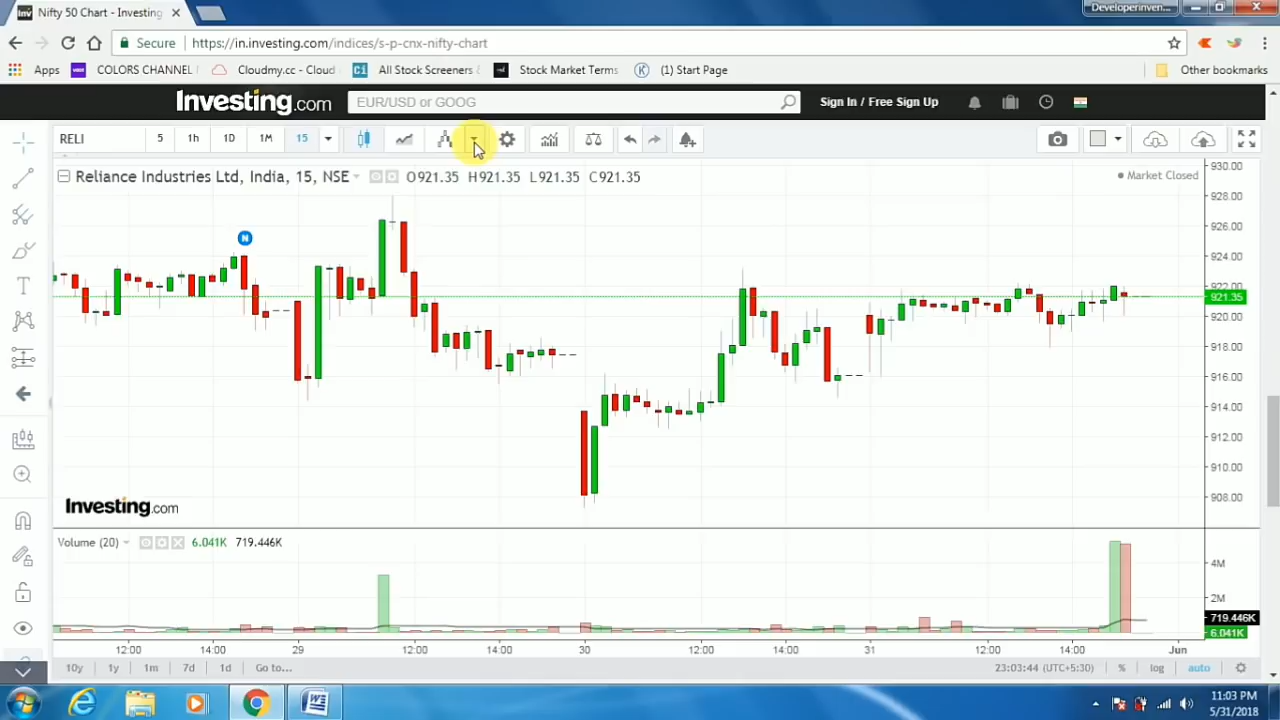 Nifty 50 Chart - Investing
Developerinven...
Secure
https://in.investing.com/indices/s-p-cnx-nifty-chart
Apps
COLORS CHANNEL
Cloudmy.cc - Cloud
All Stock Screeners
Stock Market Terms
(1) Start Page
Other bookmarks
Investing.com
EUR/USD or GOOG
Sign In / Free Sign Up
RELI 5 1h 1D 1M 15
Reliance Industries Ltd, India, 15, NSE
O921.35 H921.35 L921.35 C921.35
Market Closed
930.00
928.00
926.00
924.00
922.00
921.35
920.00
918.00
916.00
914.00
912.00
910.00
908.00
N
Investing.com
Volume (20) 6.041K 719.446K
4M
2M
719.446K
6.041K
12:00 14:00 29 12:00 14:00 30 12:00 14:00 31 12:00 14:00 Jun
10y 1y 1m 7d 1d Go to... 23:03:44 (UTC+5:30) % log auto
11:03 PM
5/31/2018